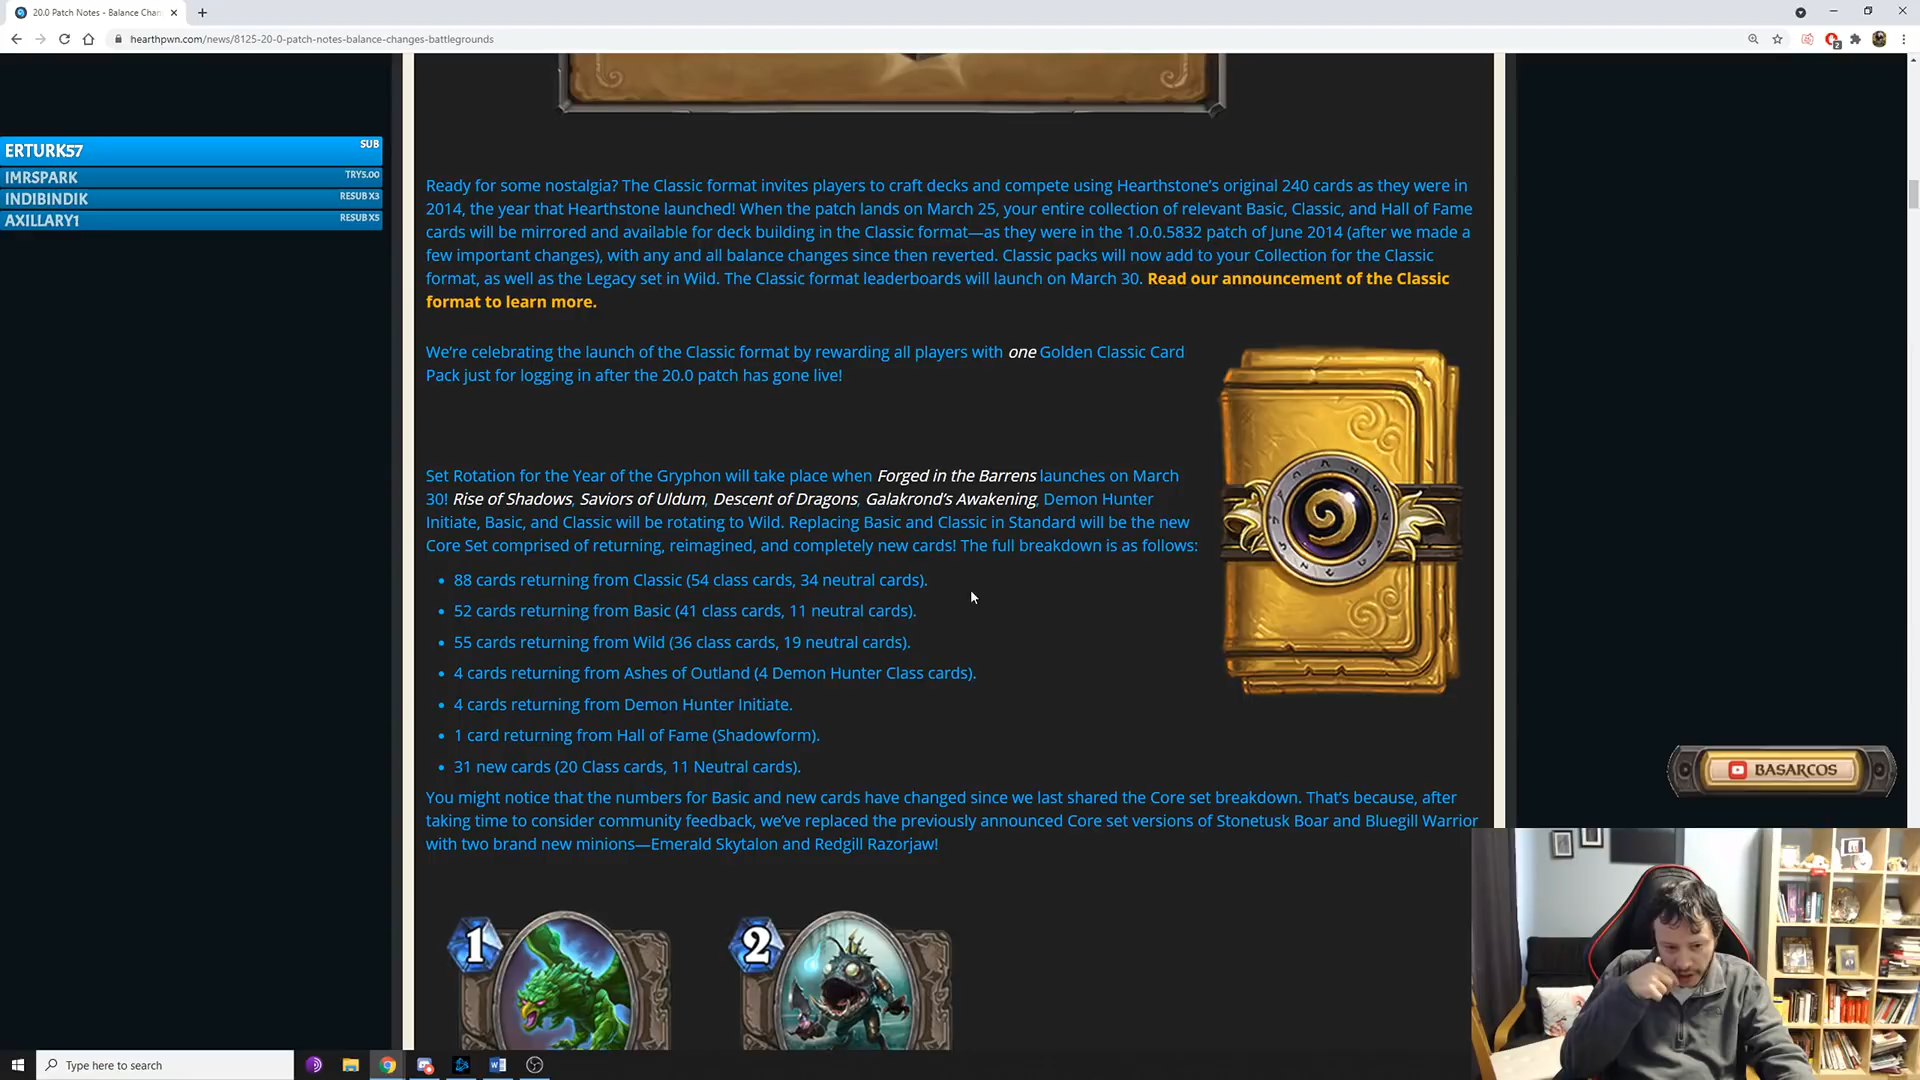 20.0 Patch Notes - Balance Chan
hearthpwn.com/news/8125-20-0-patch-notes-balance-changes-battlegrounds
2
ERTURK57 SUB
IMRSPARK TRY5.00
INDIBINDIK RESUB X3
AXILLARY1 RESUB X5
Ready for some nostalgia? The Classic format invites players to craft decks and compete using Hearthstone's original 240 cards as they were in
2014, the year that Hearthstone launched! When the patch lands on March 25, your entire collection of relevant Basic, Classic, and Hall of Fame
cards will be mirrored and available for deck building in the Classic format—as they were in the 1.0.0.5832 patch of June 2014 (after we made a
few important changes), with any and all balance changes since then reverted. Classic packs will now add to your Collection for the Classic
format, as well as the Legacy set in Wild. The Classic format leaderboards will launch on March 30. Read our announcement of the Classic
format to learn more.
We're celebrating the launch of the Classic format by rewarding all players with one Golden Classic Card
Pack just for logging in after the 20.0 patch has gone live!
Set Rotation for the Year of the Gryphon will take place when Forged in the Barrens launches on March
30! Rise of Shadows, Saviors of Uldum, Descent of Dragons, Galakrond's Awakening, Demon Hunter
Initiate, Basic, and Classic will be rotating to Wild. Replacing Basic and Classic in Standard will be the new
Core Set comprised of returning, reimagined, and completely new cards! The full breakdown is as follows:
• 88 cards returning from Classic (54 class cards, 34 neutral cards).
• 52 cards returning from Basic (41 class cards, 11 neutral cards).
• 55 cards returning from Wild (36 class cards, 19 neutral cards).
• 4 cards returning from Ashes of Outland (4 Demon Hunter Class cards).
• 4 cards returning from Demon Hunter Initiate.
• 1 card returning from Hall of Fame (Shadowform).
• 31 new cards (20 Class cards, 11 Neutral cards).
You might notice that the numbers for Basic and new cards have changed since we last shared the Core set breakdown. That's because, after
taking time to consider community feedback, we've replaced the previously announced Core set versions of Stonetusk Boar and Bluegill Warrior
with two brand new minions—Emerald Skytalon and Redgill Razorjaw!
BASARCOS
1
2
Type here to search